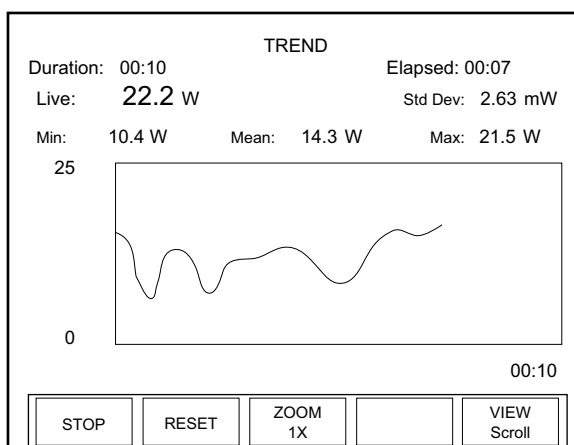 TREND
Duration: 00:10 Elapsed: 00:07
Live: 22.2 W Std Dev: 2.63 mW
Min: 10.4 W Mean: 14.3 W Max: 21.5 W
25
0
00:10
STOP RESET ZOOM 1X VIEW Scroll